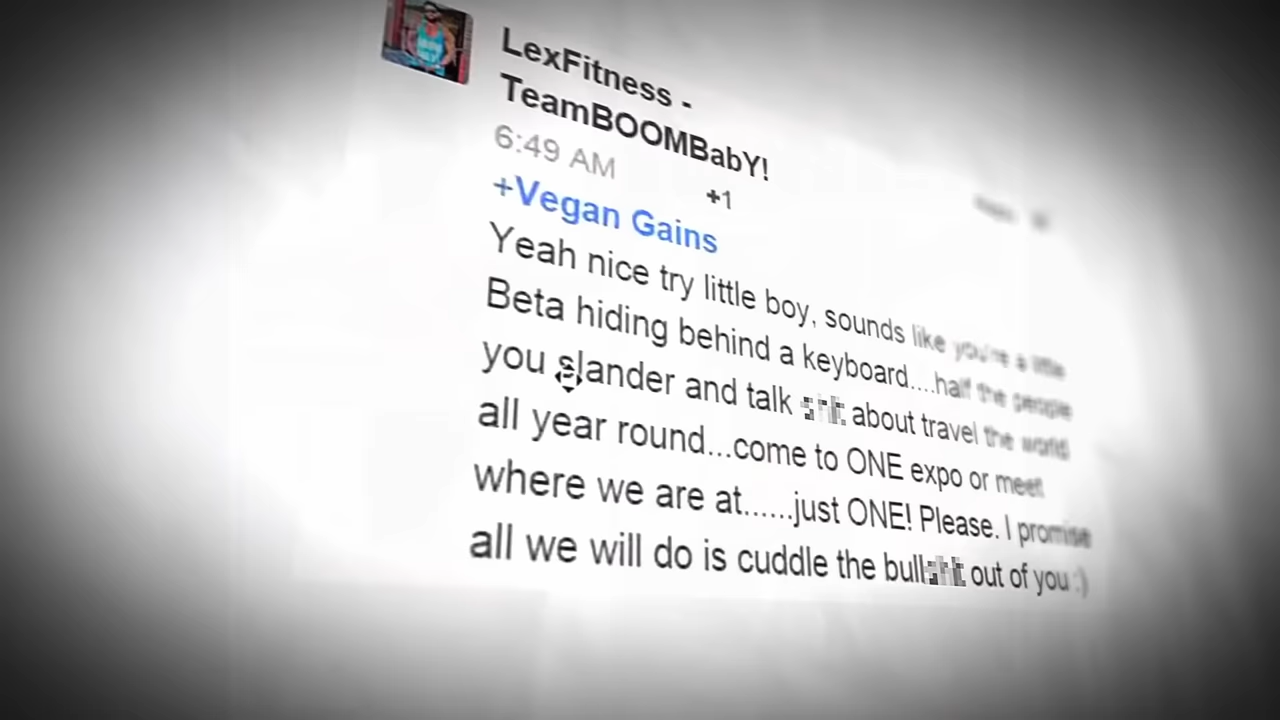 LexFitness -
TeamBOOMBabY!
6:49 AM
+1
+Vegan Gains
Yeah nice try little boy, sounds like you're a little
Beta hiding behind a keyboard....half the people
you slander and talk about travel the world
all year round...come to ONE expo or meet
where we are at......just ONE! Please. I promise
all we will do is cuddle the bull out of you :)